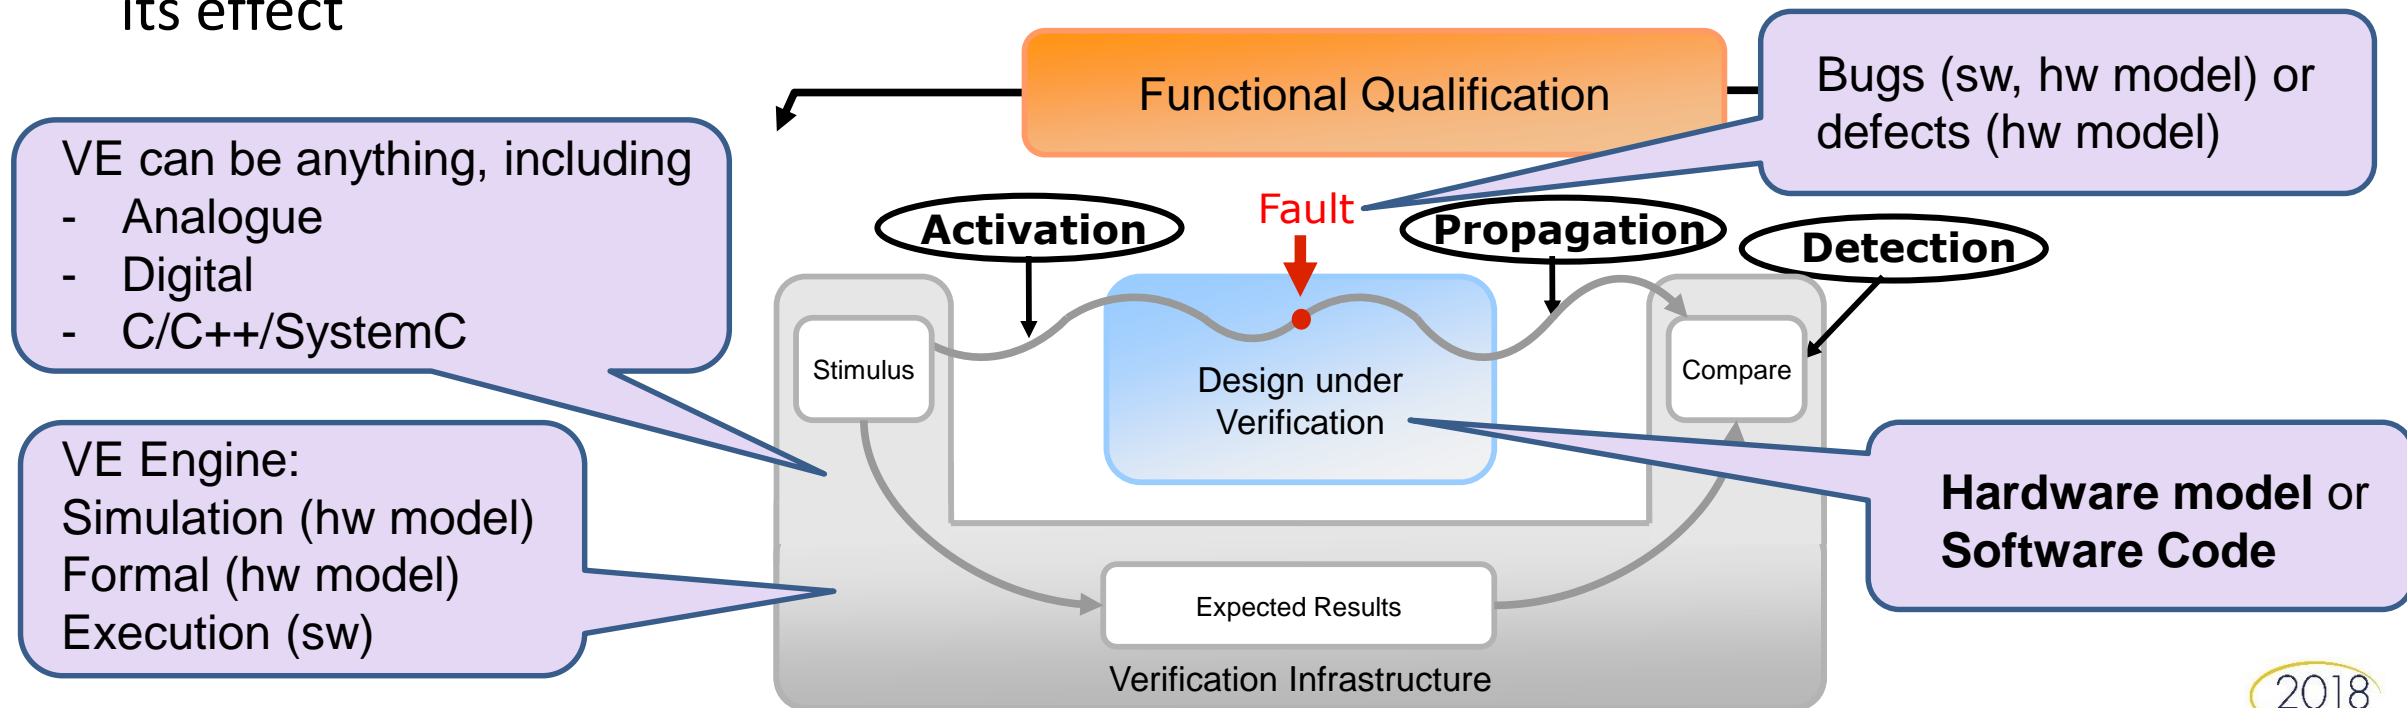 its effect
Functional Qualification
Bugs (sw, hw model) or
defects (hw model)
VE can be anything, including
- Analogue
- Digital
- C/C++/SystemC
Activation
Fault
Propagation
Detection
Stimulus
Design under
Verification
Compare
VE Engine:
Simulation (hw model)
Formal (hw model)
Execution (sw)
Hardware model or
Software Code
Expected Results
Verification Infrastructure
2018